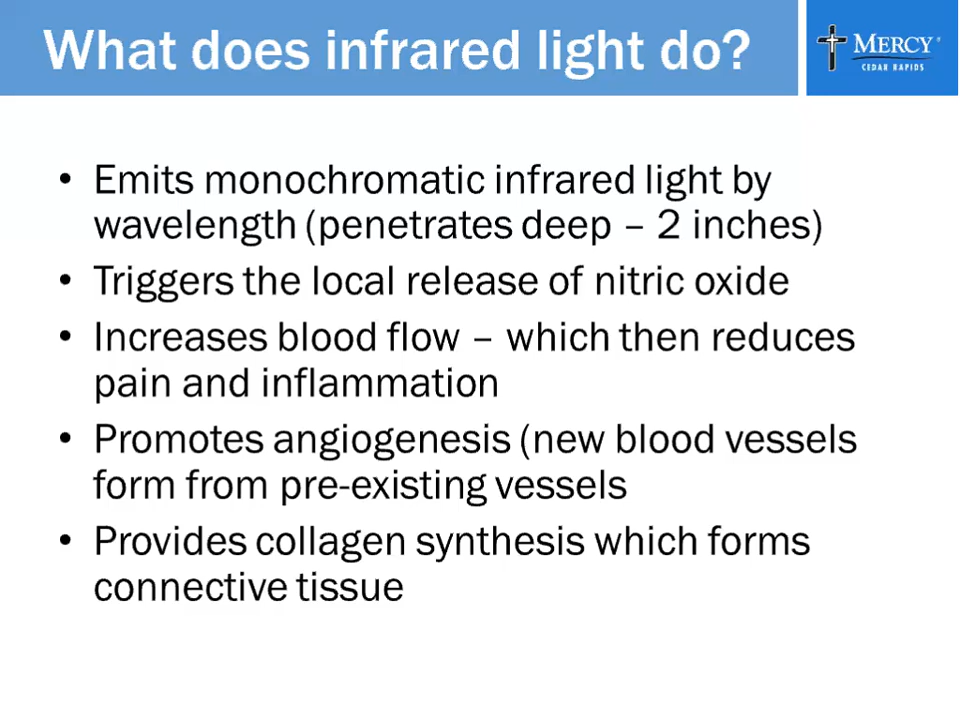 What does infrared light do?
MERCY®
CEDAR RAPIDS
• Emits monochromatic infrared light by
wavelength (penetrates deep – 2 inches)
• Triggers the local release of nitric oxide
• Increases blood flow – which then reduces
pain and inflammation
• Promotes angiogenesis (new blood vessels
form from pre-existing vessels
• Provides collagen synthesis which forms
connective tissue